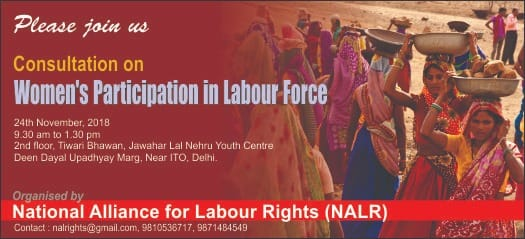 Please join us
Consultation on
Women's Participation in Labour Force
24th November, 2018
9.30 am to 1.30 pm
2nd floor, Tiwari Bhawan, Jawahar Lal Nehru Youth Centre
Deen Dayal Upadhyay Marg, Near ITO, Delhi.
Organised by
National Alliance for Labour Rights (NALR)
Contact : nalrights@gmail.com, 9810536717, 9871484549